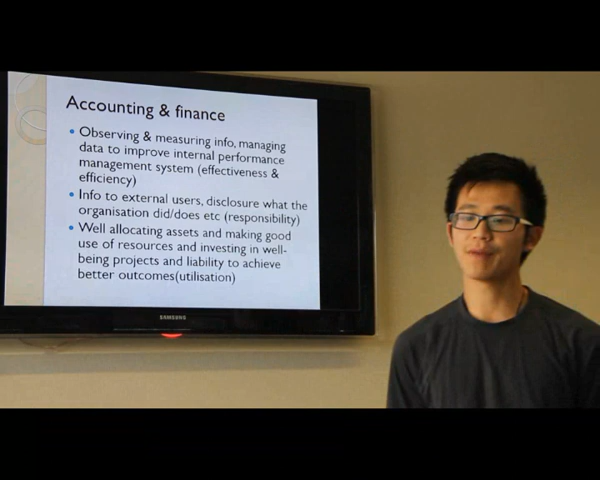 Accounting & finance
• Observing & measuring info, managing
data to improve internal performance
management system (effectiveness &
efficiency)
• Info to external users, disclosure what the
organisation did/does etc (responsibility)
• Well allocating assets and making good
use of resources and investing in well-
being projects and liability to achieve
better outcomes(utilisation)
SAMSUNG